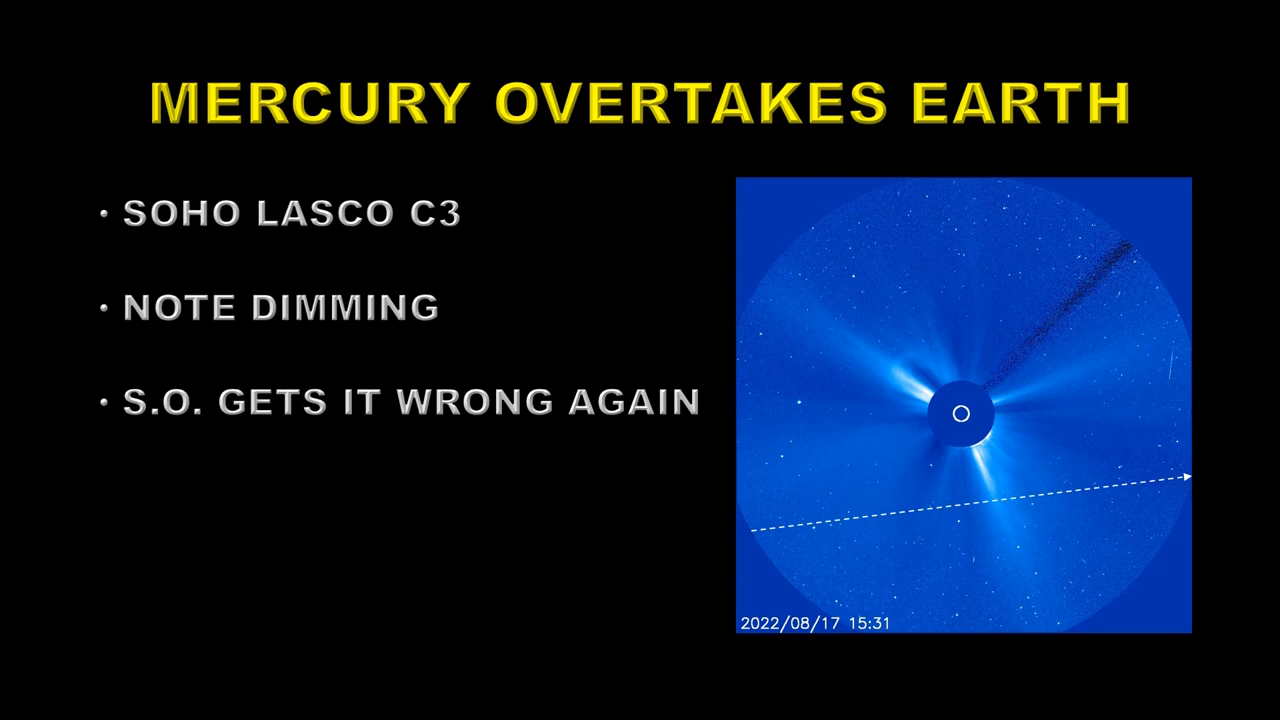 MERCURY OVERTAKES EARTH
• SOHO LASCO C3
• NOTE DIMMING
• S.O. GETS IT WRONG AGAIN
2022/08/17 15:31